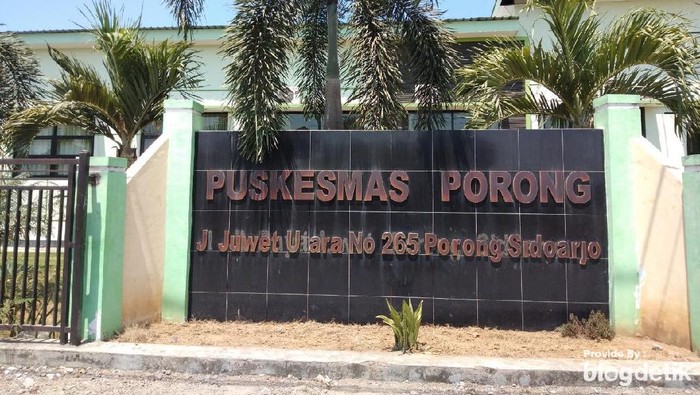 PUSKESMAS PORONG
Jl Juwet Utara No 265 Porong Sidoarjo
Provide By :
blogdetik